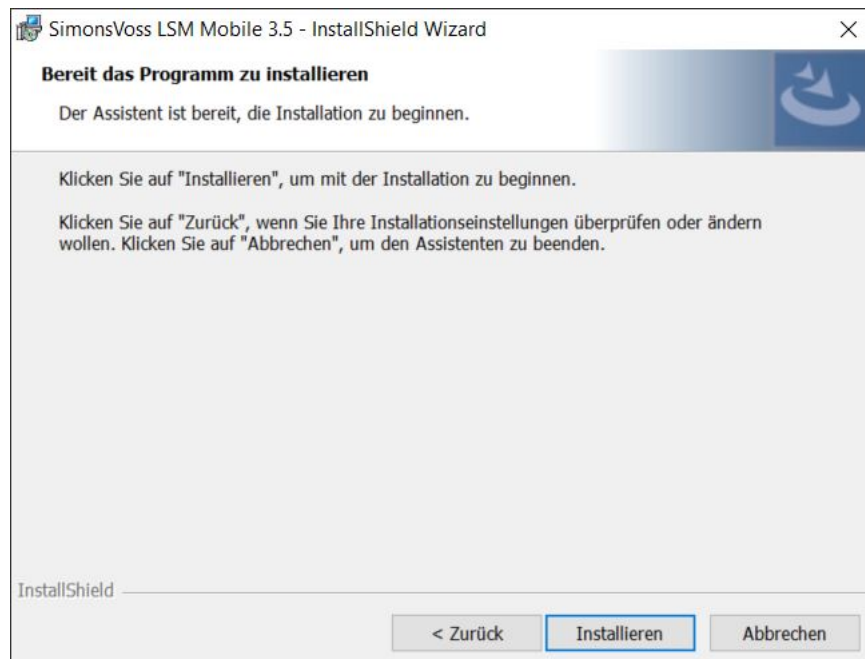 SimonsVoss LSM Mobile 3.5 - InstallShield Wizard
Bereit das Programm zu installieren
Der Assistent ist bereit, die Installation zu beginnen.
Klicken Sie auf "Installieren", um mit der Installation zu beginnen.
Klicken Sie auf "Zurück", wenn Sie Ihre Installationseinstellungen überprüfen oder ändern
wollen. Klicken Sie auf "Abbrechen", um den Assistenten zu beenden.
InstallShield
< Zurück Installieren Abbrechen